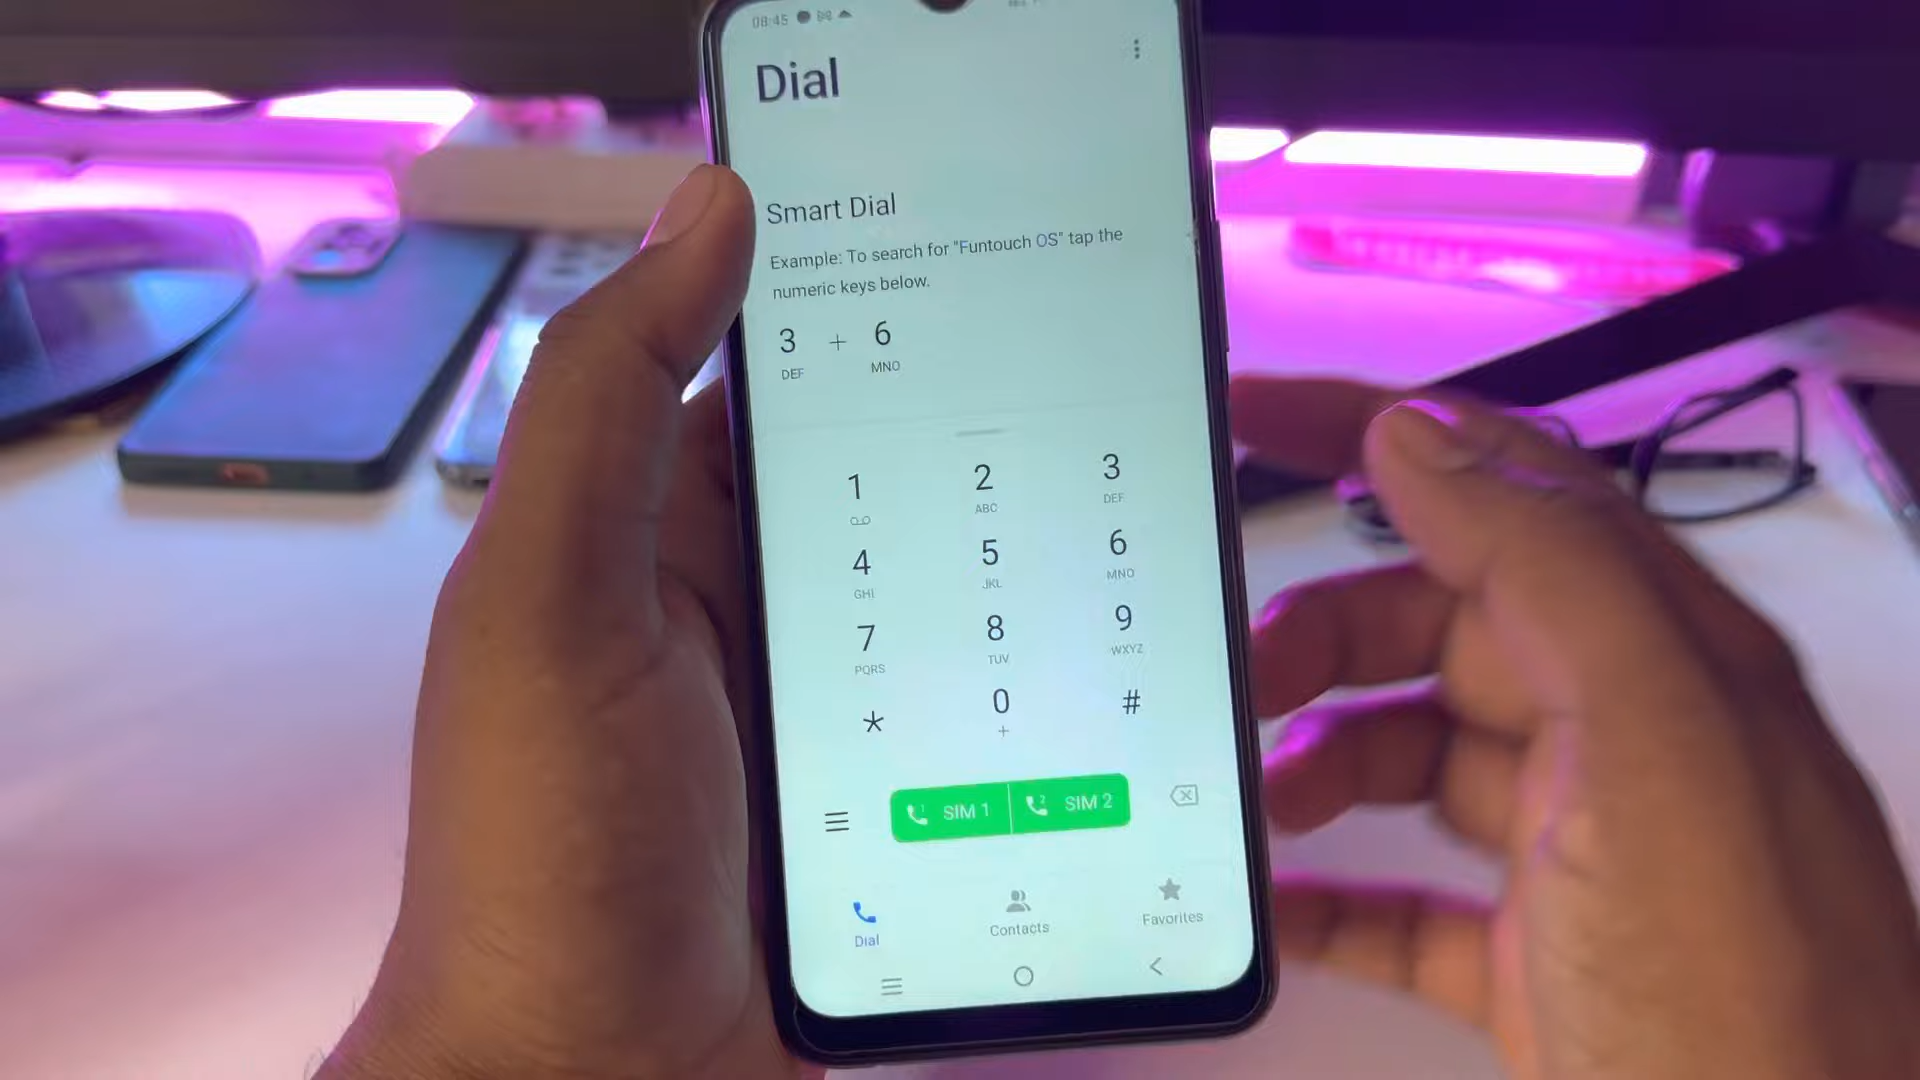 08:45
Dial
Smart Dial
Example: To search for "Funtouch OS" tap the
numeric keys below.
3 + 6
DEF MNO
1 2 3
ABC DEF
4 5 6
GHI JKL MNO
7 8 9
PQRS TUV WXYZ
* 0 #
+
1 SIM 1 2 SIM 2
Dial Contacts Favorites